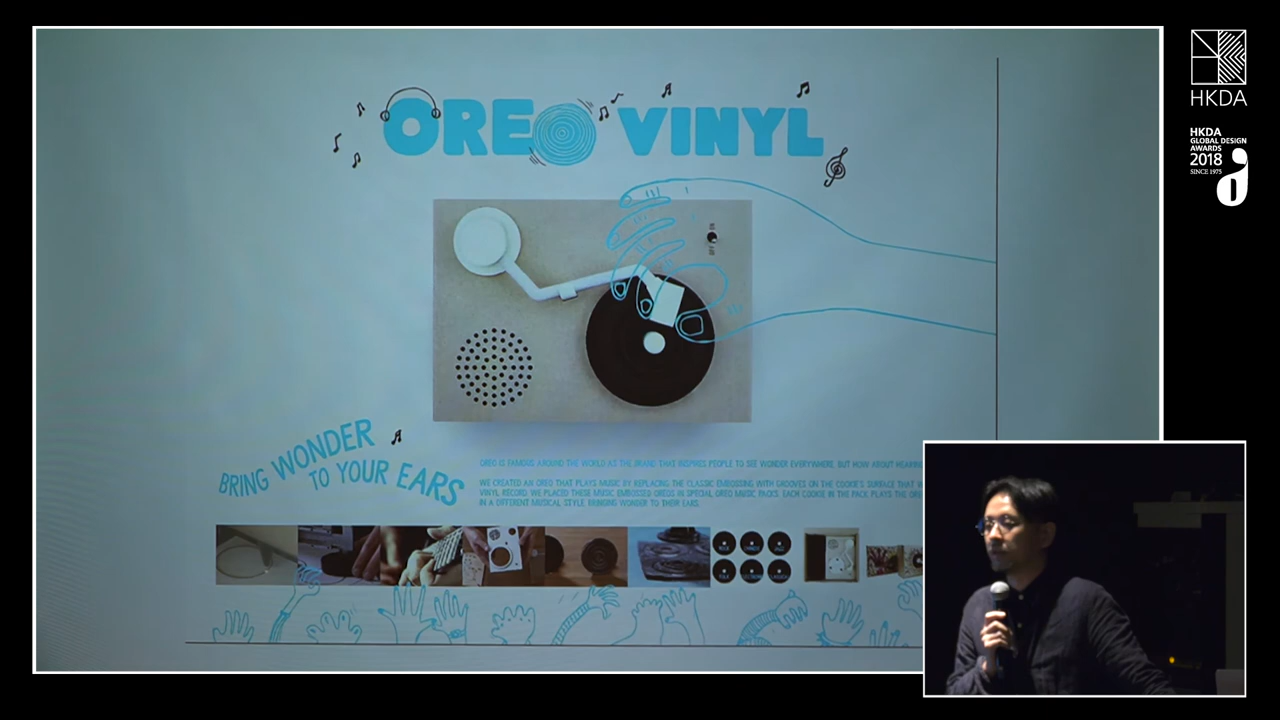 OREO VINYL
BRING WONDER
TO YOUR EARS
OREO IS FAMOUS AROUND THE WORLD AS THE BRAND THAT INSPIRES PEOPLE TO SEE WONDER EVERYWHERE. BUT HOW ABOUT HEARING
WE CREATED AN OREO THAT PLAYS MUSIC BY REPLACING THE CLASSIC EMBOSSING WITH GROOVES ON THE COOKIE'S SURFACE THAT
VINYL RECORD. WE PLACED THESE MUSIC EMBOSSED OREOS IN SPECIAL OREO MUSIC PACKS. EACH COOKIE IN THE PACK PLAYS THE
IN A DIFFERENT MUSICAL STYLE BRINGING WONDER TO THEIR EARS.
ROCK
JAZZ
FOLK
CLASSICAL
HKDA
HKDA
GLOBAL DESIGN
AWARDS
2018
SINCE 1975